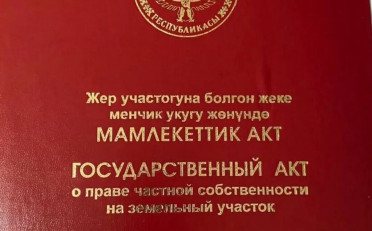 РЕСПУБЛИКАСЫ
Жер участогуна болгон жеке
менчик укугу жөнүндө
МАМЛЕКЕТТИК АКТ
ГОСУДАРСТВЕННЫЙ АКТ
о праве частной собственности
на земельный участок